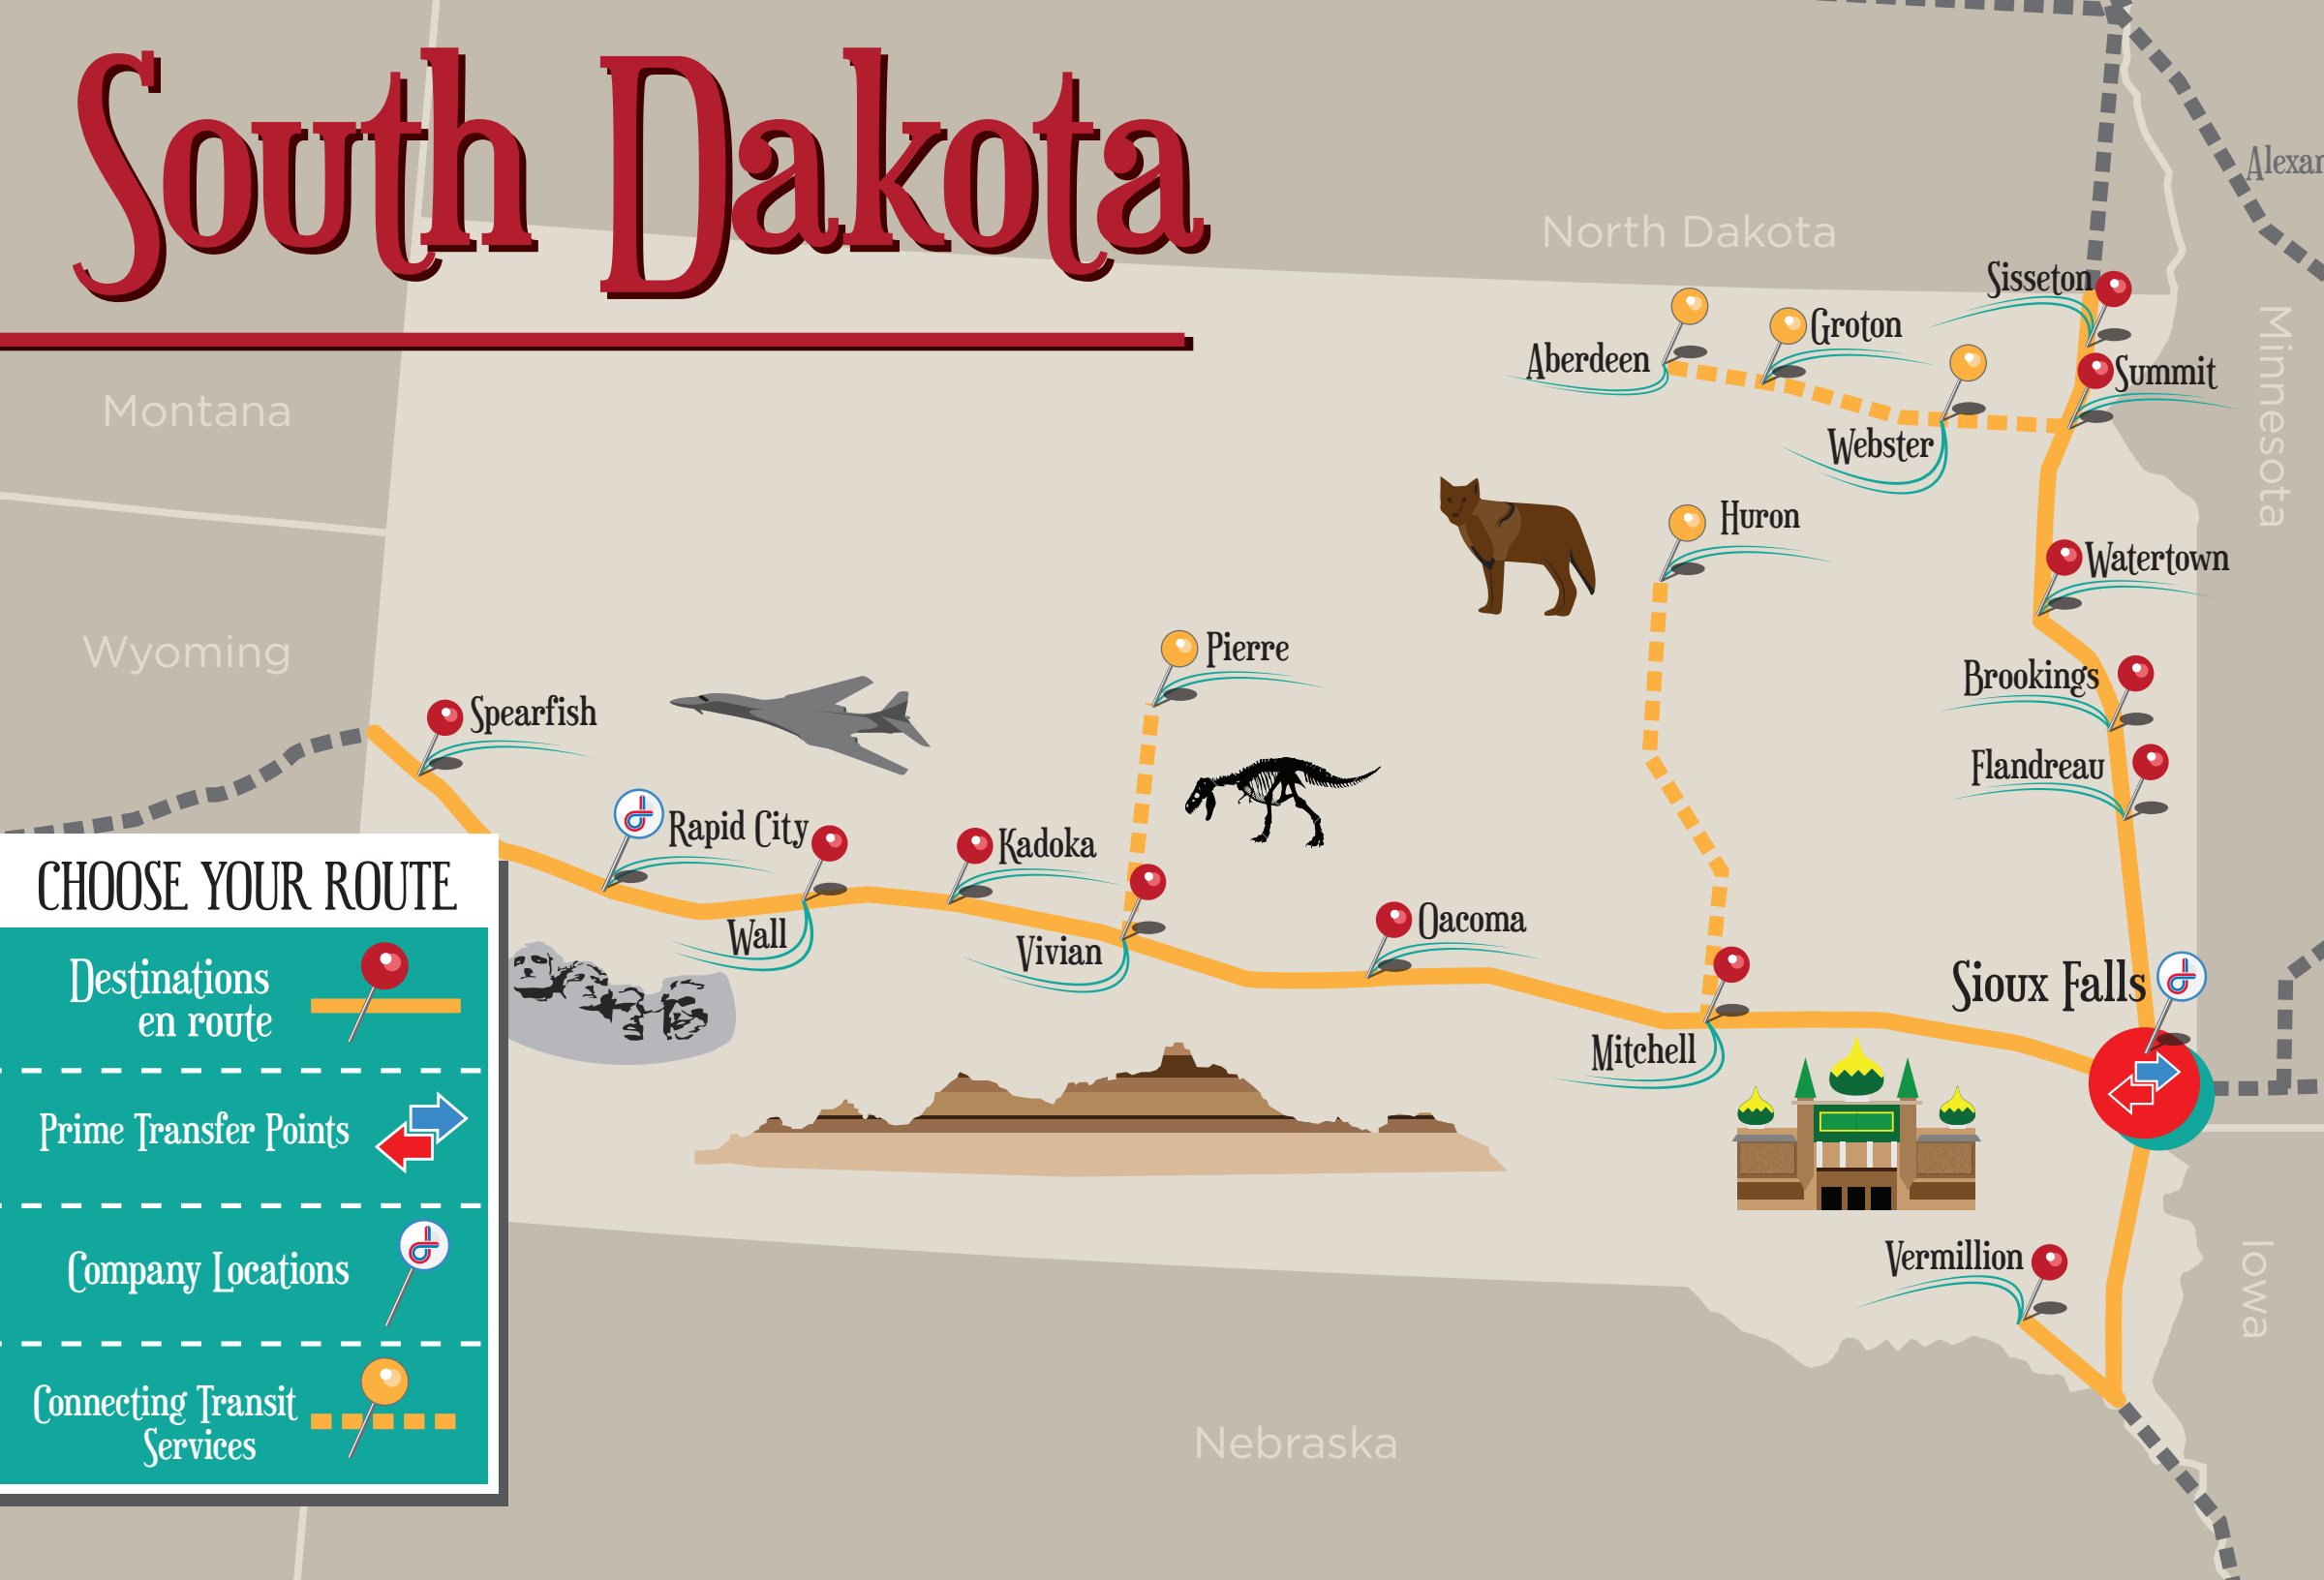 South Dakota
North Dakota
Alexan
Minnesota
Montana
Wyoming
Sisseton
Groton
Aberdeen
Summit
Webster
Huron
Watertown
Pierre
Brookings
Spearfish
Flandreau
Rapid City
Kadoka
Wall
Vivian
Oacoma
Sioux Falls
Mitchell
Vermillion
Iowa
Nebraska
CHOOSE YOUR ROUTE
Destinations
en route
Prime Transfer Points
Company Locations
Connecting Transit
Services